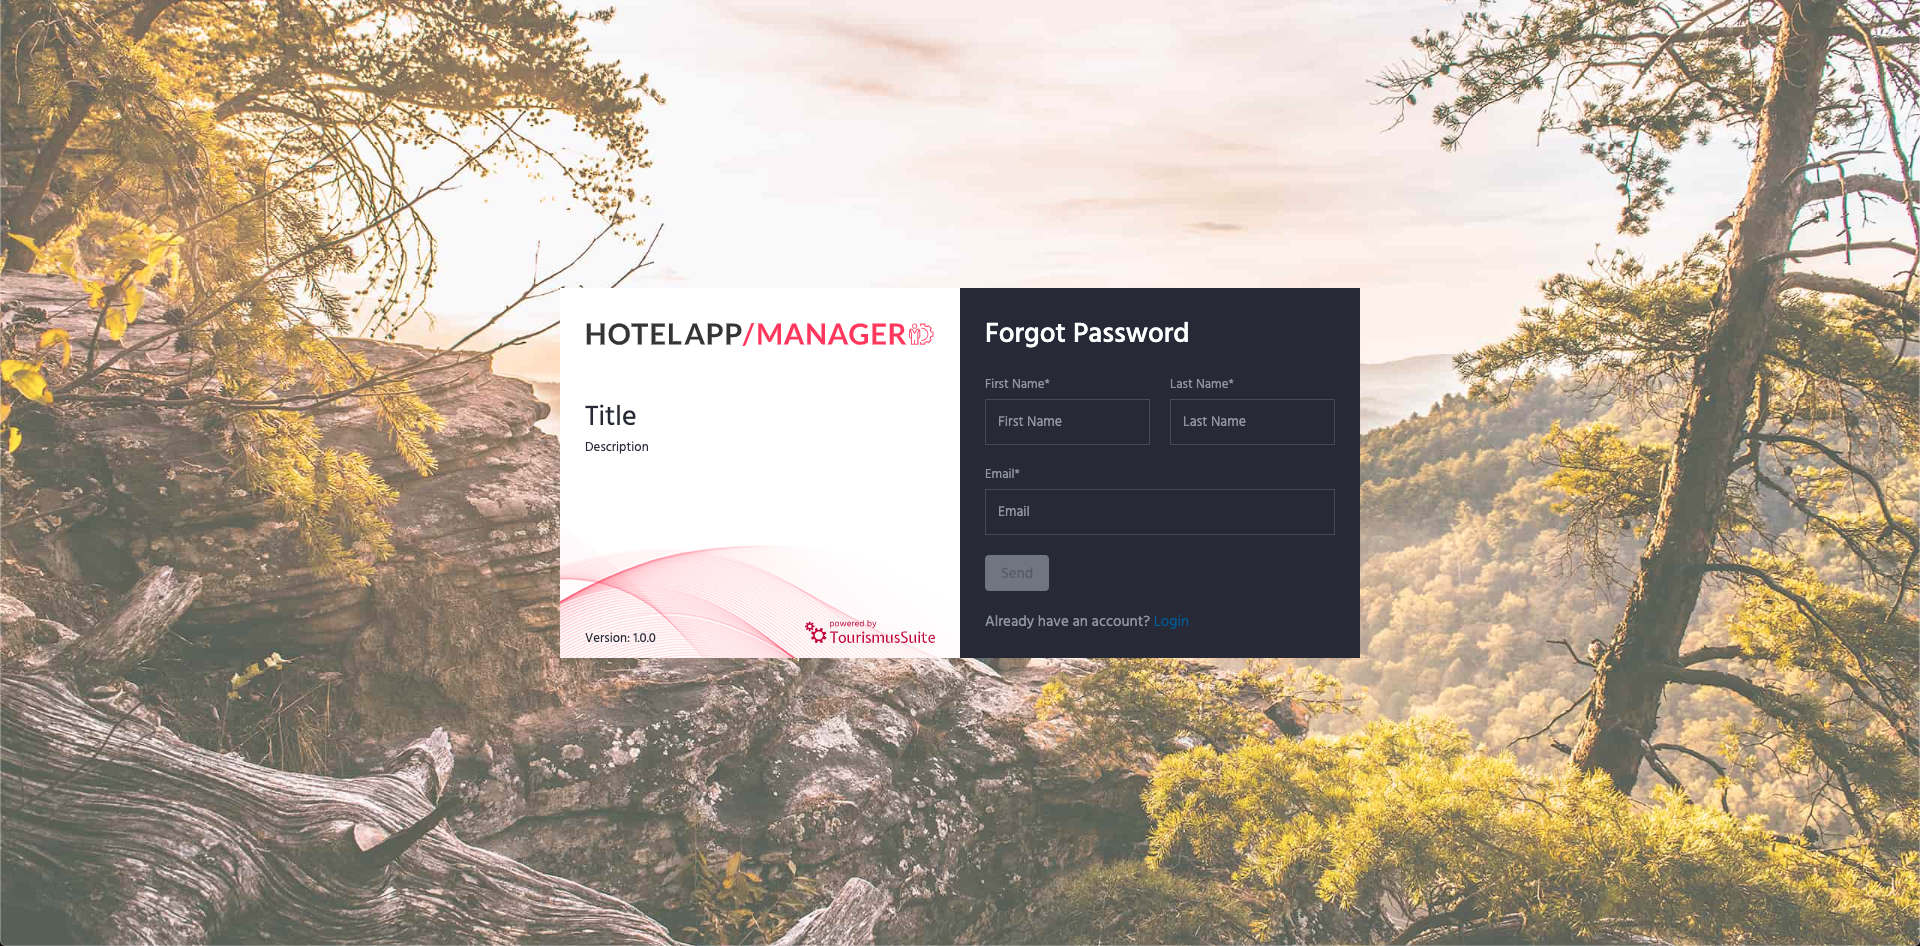 HOTELAPP/MANAGER
Title
Description
Version: 1.0.0
powered by
TourismusSuite
Forgot Password
First Name* Last Name*
First Name Last Name
Email*
Email
Send
Already have an account? Login